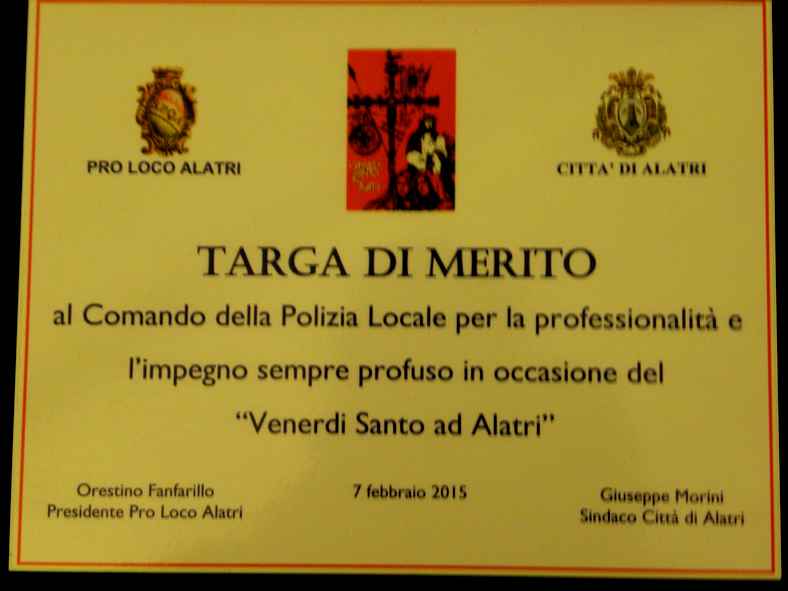 PRO LOCO ALATRI
CITTA' DI ALATRI
TARGA DI MERITO
al Comando della Polizia Locale per la professionalità e
l'impegno sempre profuso in occasione del
“Venerdi Santo ad Alatri”
Orestino Fanfarillo
Presidente Pro Loco Alatri
7 febbraio 2015
Giuseppe Morini
Sindaco Città di Alatri